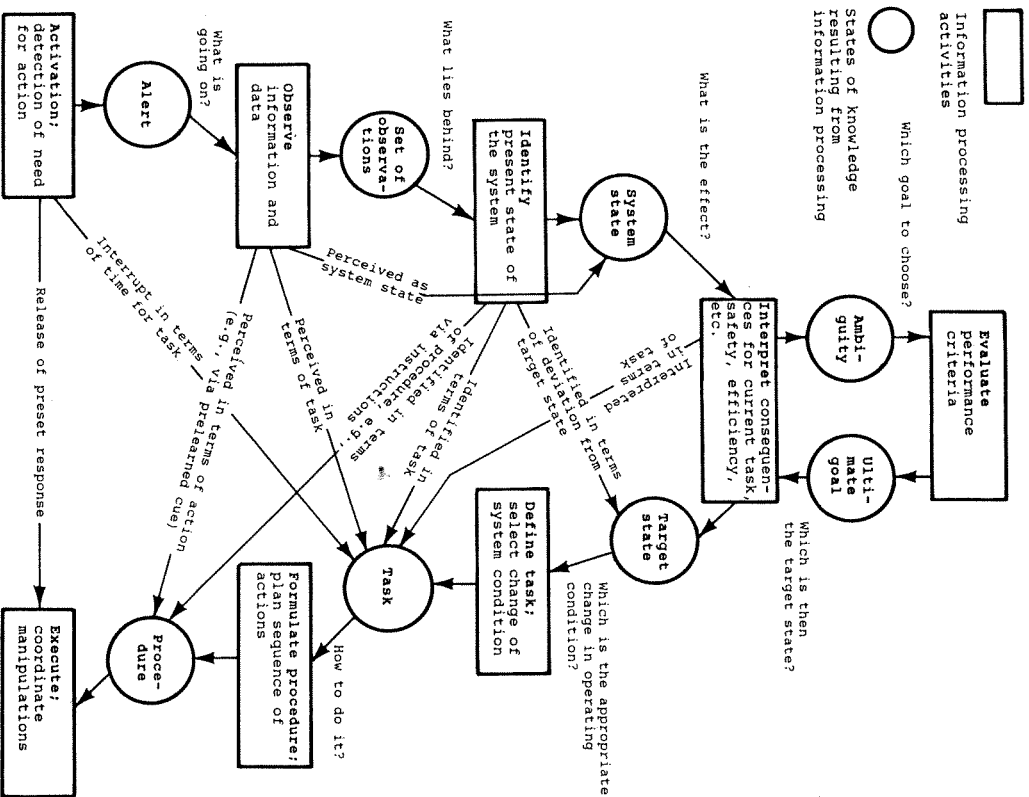 Information processing
activities
States of knowledge
resulting from
information processing
Evaluate
performance
criteria
Which goal to choose?
Ambi-
guity
Ulti-
mate
goal
Which is then
the target state?
What is the effect?
Interpret consequen-
ces for current task,
safety, efficiency,
etc.
System
state
Target
state
Interpreted
in terms
of task
Identified in terms
of deviation from
target state
Which is the appropriate
change in operating
condition?
What lies behind?
Identify
present state of
the system
Define task;
select change of
system condition
Identified in
terms of task
Identified in terms
of procedure, e.g.,
via instructions
Perceived as
system state
Set of
observa-
tions
Task
How to do it?
Perceived in
terms of task
Observe
information and
data
Formulate procedure;
plan sequence of
actions
What is
going on?
Perceived in terms of action
(e.g., via prelearned cue)
Alert
Proce-
dure
Interrupt in terms
of time for task
Activation;
detection of need
for action
Release of preset response
Execute;
coordinate
manipulations